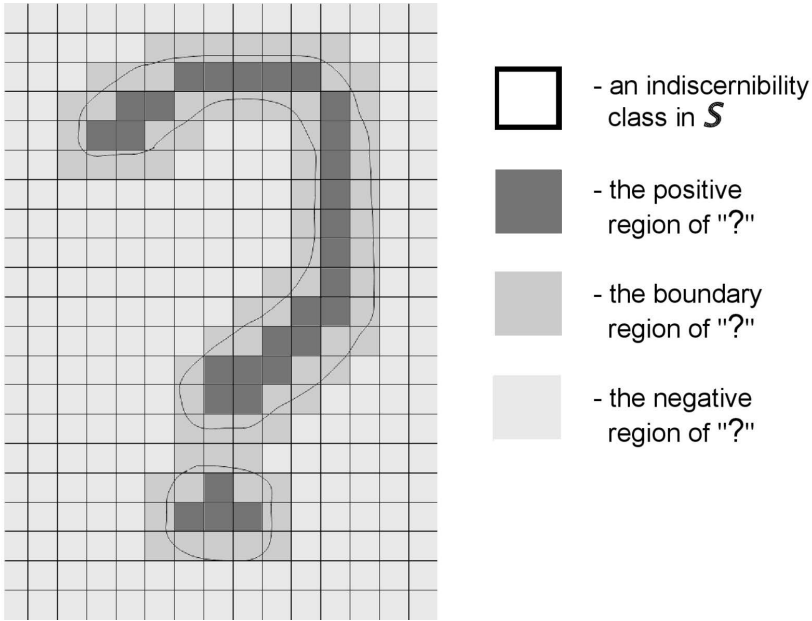 - an indiscernibility
class in S
- the positive
region of "?"
- the boundary
region of "?"
- the negative
region of "?"